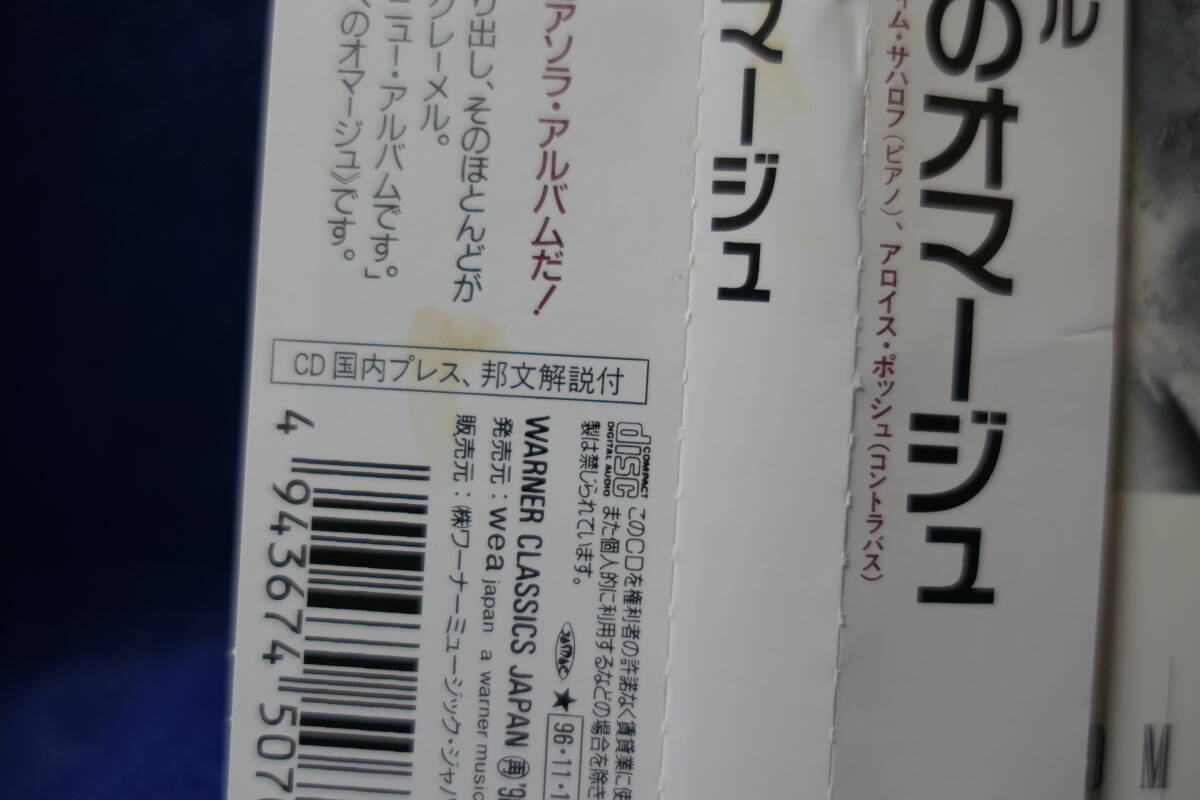 ル
のオマージュ
ム・サハロフ（ピアノ）、アロイス・ポッシュ（コントラバス）
マージュ
アソラ・アルバムだ！
り出し、そのほとんどが
クレーメル。
ニュー・アルバムです。」
へのオマージュ》です。
CD 国内プレス、邦文解説付
COMPACT
disc
DIGITAL AUDIO
このCDを権利者の許諾なく賃貸業に使
また個人的に利用するなどの場合を除き
製は禁じられています。
★ 96・11・1
WARNER CLASSICS JAPAN 再
発売元：wea japan a warner music
販売元：㈱ワーナーミュージック・ジャパ
4 943674 507
M